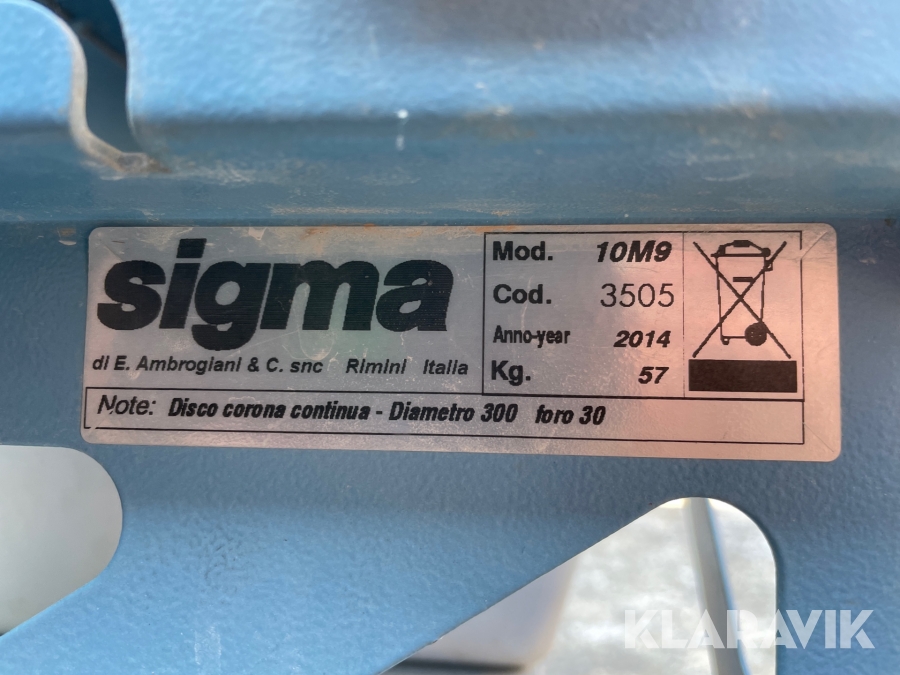 sigma
di E. Ambrogiani & C. snc Rimini Italia
Mod. 10M9
Cod. 3505
Anno-year 2014
Kg. 57
Note: Disco corona continua - Diametro 300 foro 30
KLARAVIK